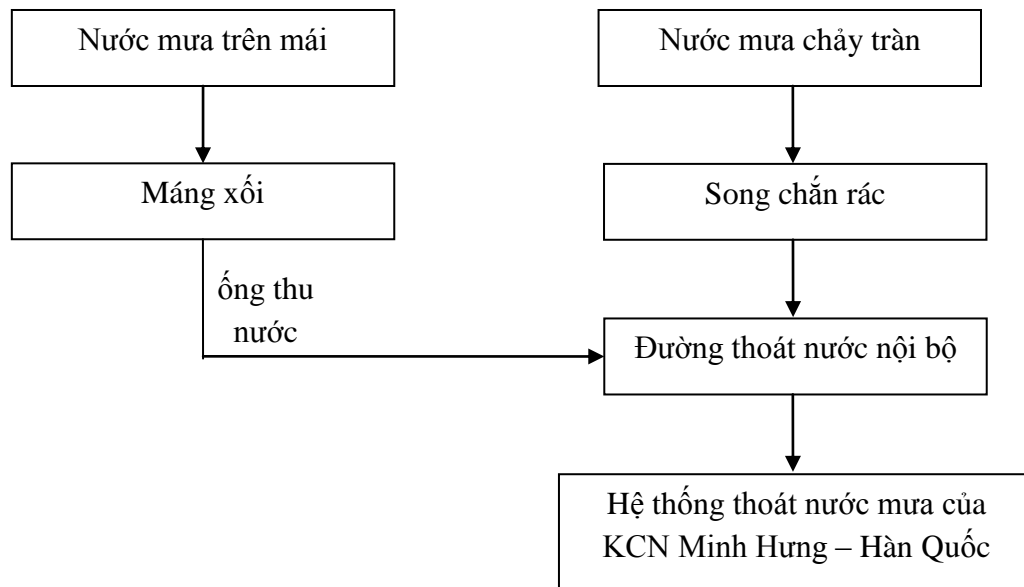 Nước mưa trên mái
Nước mưa chảy tràn
Máng xối
Song chắn rác
ống thu
nước
Đường thoát nước nội bộ
Hệ thống thoát nước mưa của
KCN Minh Hưng – Hàn Quốc